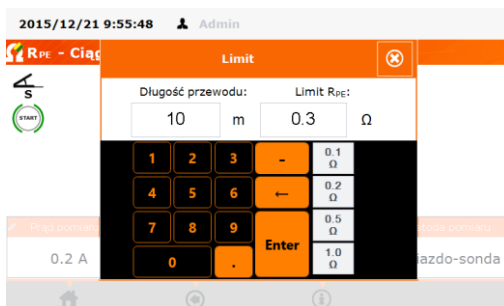 2015/12/21 9:55:48 Admin
RPE - Ciąg
Limit
S
START
Długość przewodu: Limit RPE:
10 m 0.3 Ω
1 2 3 - 0.1 Ω
4 5 6 ← 0.2 Ω
7 8 9 Enter 0.5 Ω
0 . 1.0 Ω
Prąd pomiaru etoda pomiaru
0.2 A iazdo-sonda